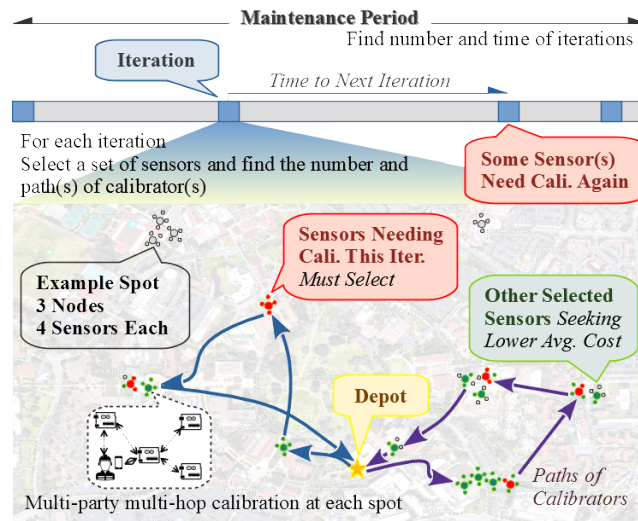 Maintenance Period
Find number and time of iterations
Iteration
Time to Next Iteration
For each iteration
Select a set of sensors and find the number and
path(s) of calibrator(s)
Some Sensor(s)
Need Cali. Again
Sensors Needing
Cali. This Iter.
Must Select
Example Spot
3 Nodes
4 Sensors Each
Other Selected
Sensors Seeking
Lower Avg. Cost
Depot
Paths of
Calibrators
Multi-party multi-hop calibration at each spot